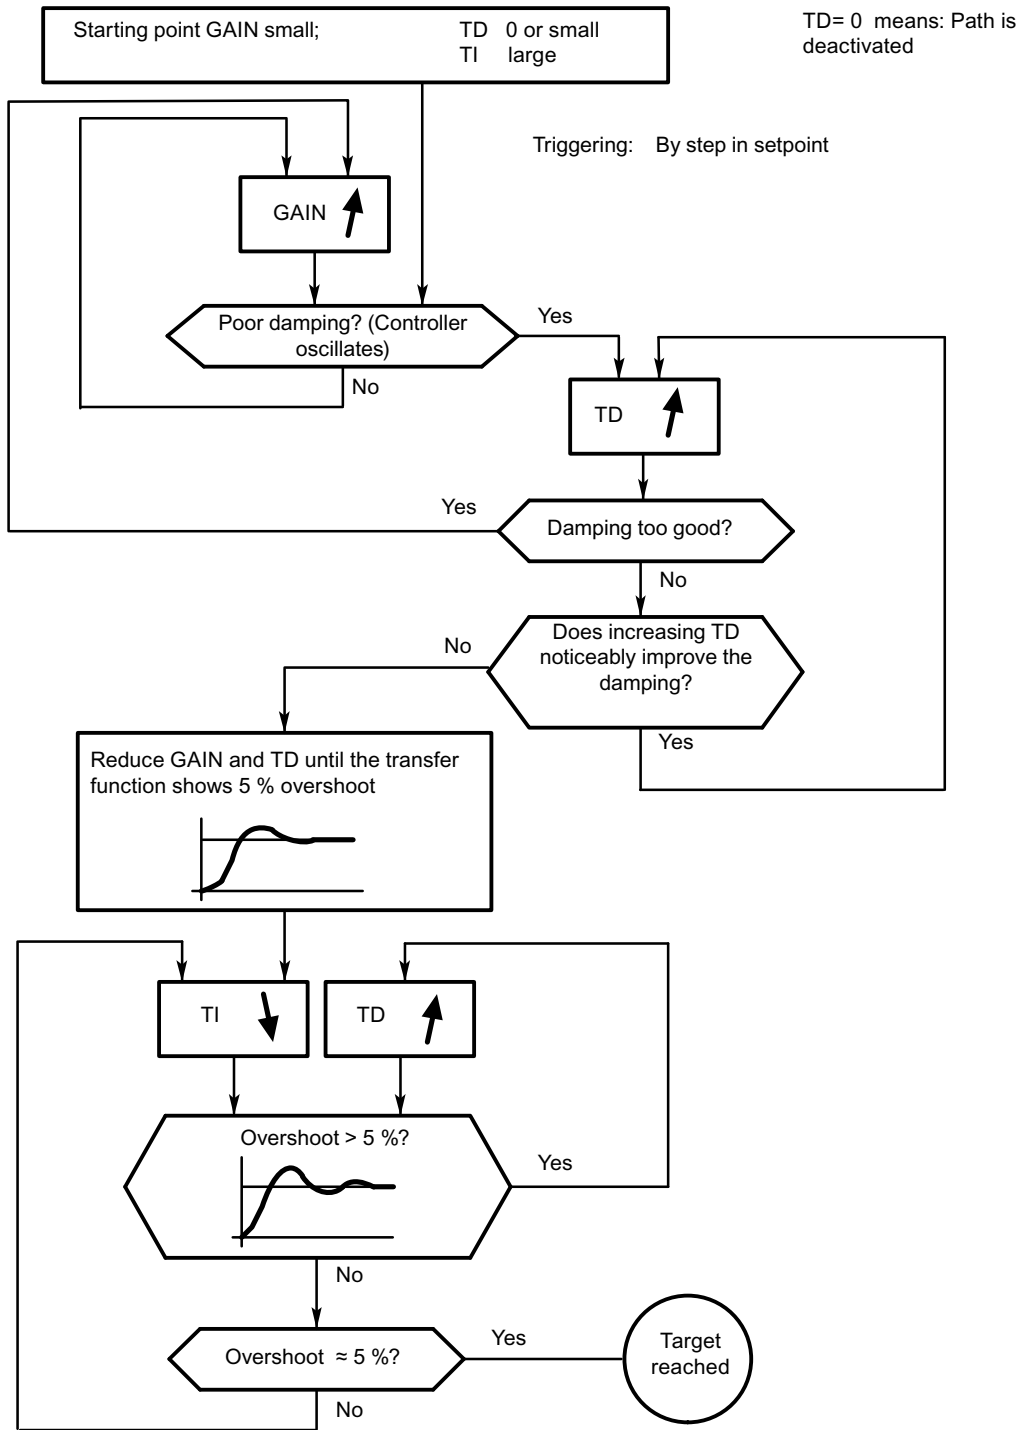 Starting point GAIN small; TD 0 or small
TI large
TD= 0 means: Path is
deactivated
Triggering: By step in setpoint
GAIN
Poor damping? (Controller
oscillates)
Yes
No
TD
Yes
Damping too good?
No
Does increasing TD
noticeably improve the
damping?
No
Yes
Reduce GAIN and TD until the transfer
function shows 5 % overshoot
TI
TD
Overshoot > 5 %?
Yes
No
Overshoot ≈ 5 %?
Yes
Target
reached
No